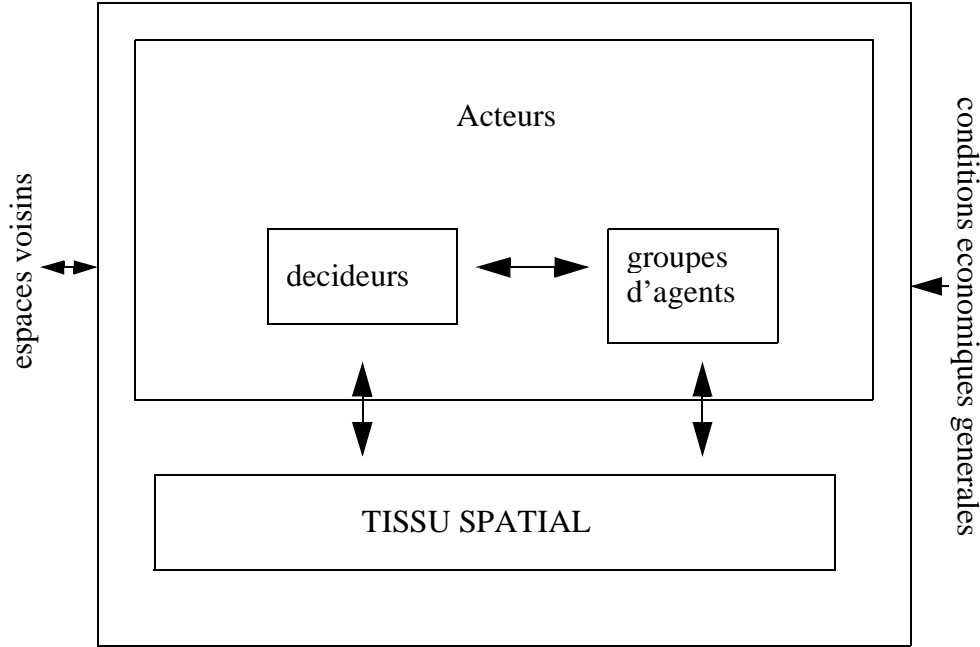 Acteurs
espaces voisins
decideurs
groupes
d'agents
conditions economiques generales
TISSU SPATIAL